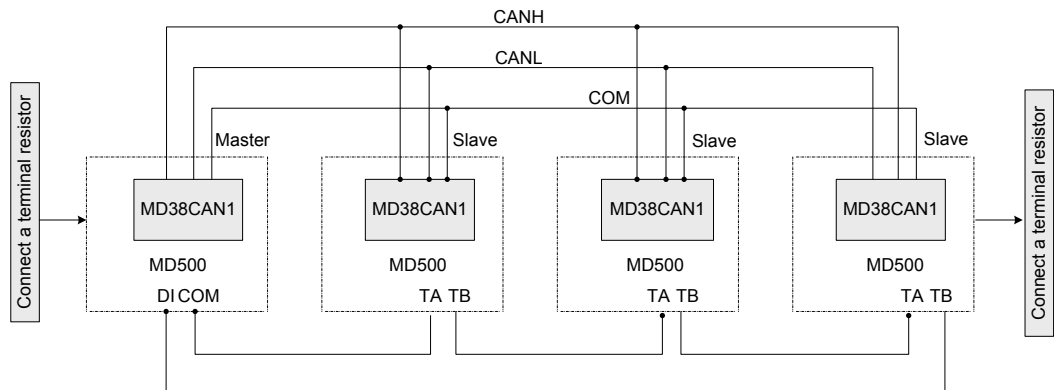 CANH
CANL
COM
Master
Slave
Slave
Slave
Connect a terminal resistor
MD38CAN1
MD38CAN1
MD38CAN1
MD38CAN1
Connect a terminal resistor
MD500
MD500
MD500
MD500
DI COM
TA TB
TA TB
TA TB